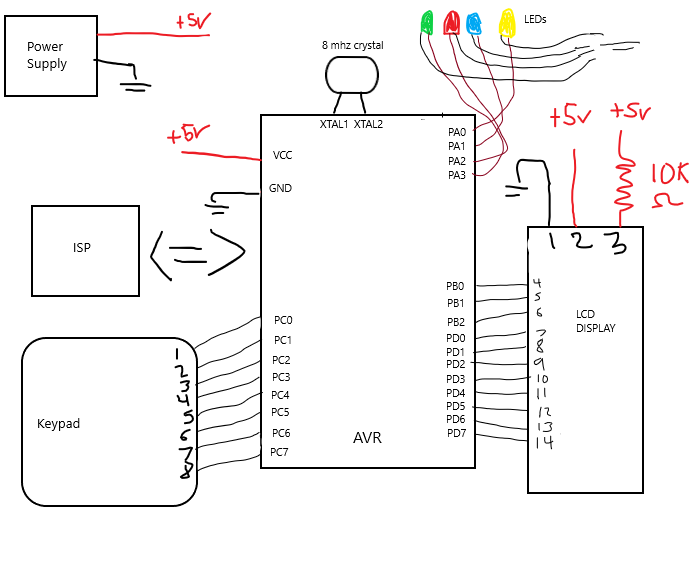 +5v
LEDs
Power
Supply
8 mhz crystal
+5v
+5v
XTAL1 XTAL2
+5v
PA0
PA1
PA2
PA3
VCC
GND
10K
Ω
ISP
1 2 3
PB0 4
PB1 5
PB2 6
PD0 7
PD1 8
PD2 9
PD3 10
PD4 11
PD5 12
PD6 13
PD7 14
LCD
DISPLAY
1 PC0
2 PC1
3 PC2
4 PC3
5 PC4
6 PC5
7 PC6
8 PC7
Keypad
AVR